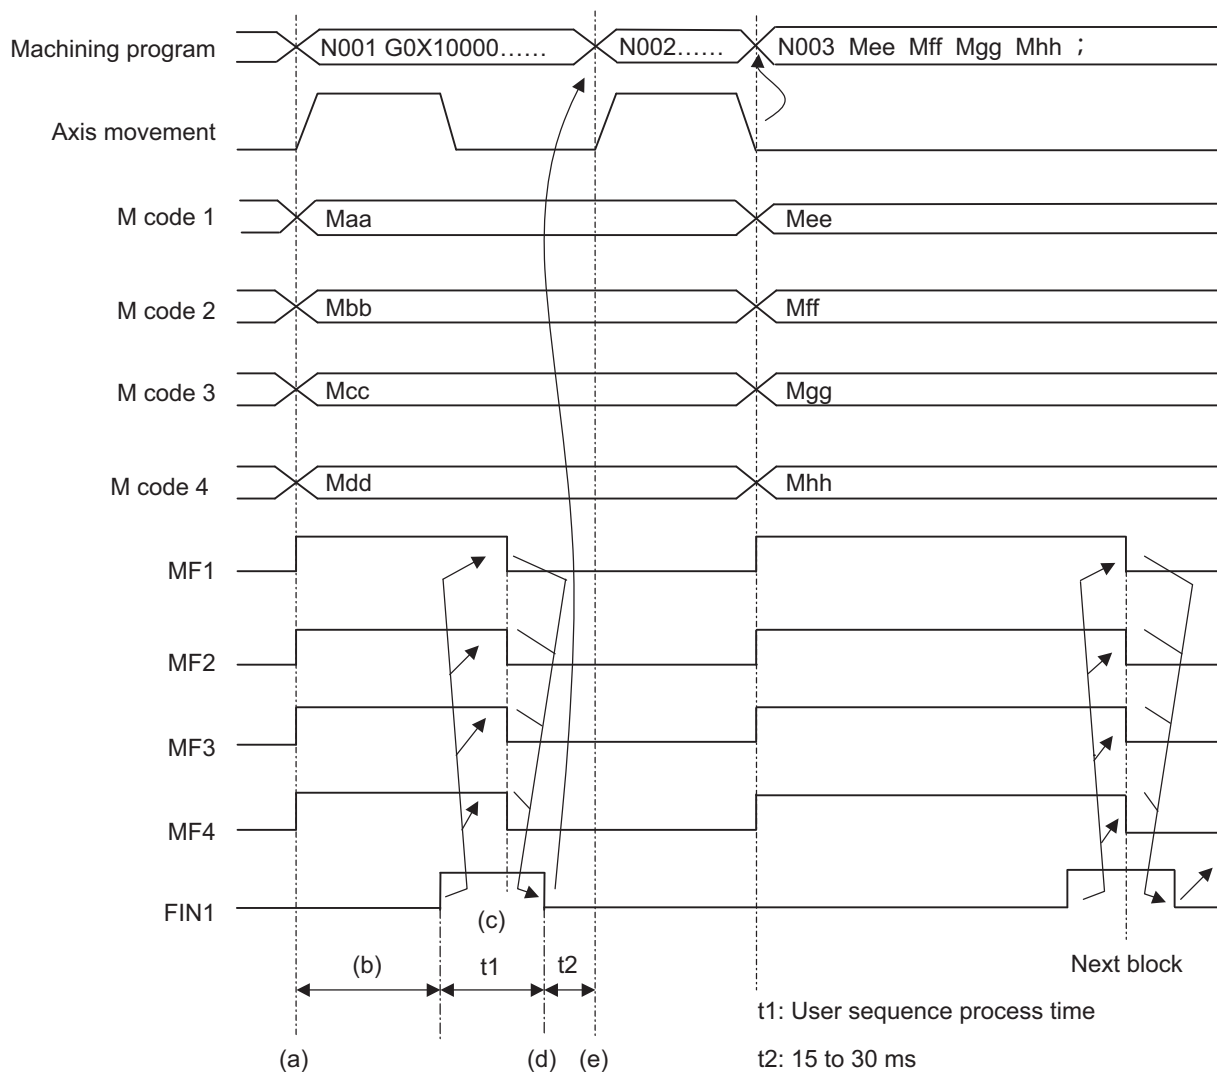 Machining program
N001 G0X10000……
N002……
N003 Mee Mff Mgg Mhh ;
Axis movement
M code 1
Maa
Mee
M code 2
Mbb
Mff
M code 3
Mcc
Mgg
M code 4
Mdd
Mhh
MF1
MF2
MF3
MF4
FIN1
(c)
(b)
t1
t2
Next block
t1: User sequence process time
(a)
(d)
(e)
t2: 15 to 30 ms